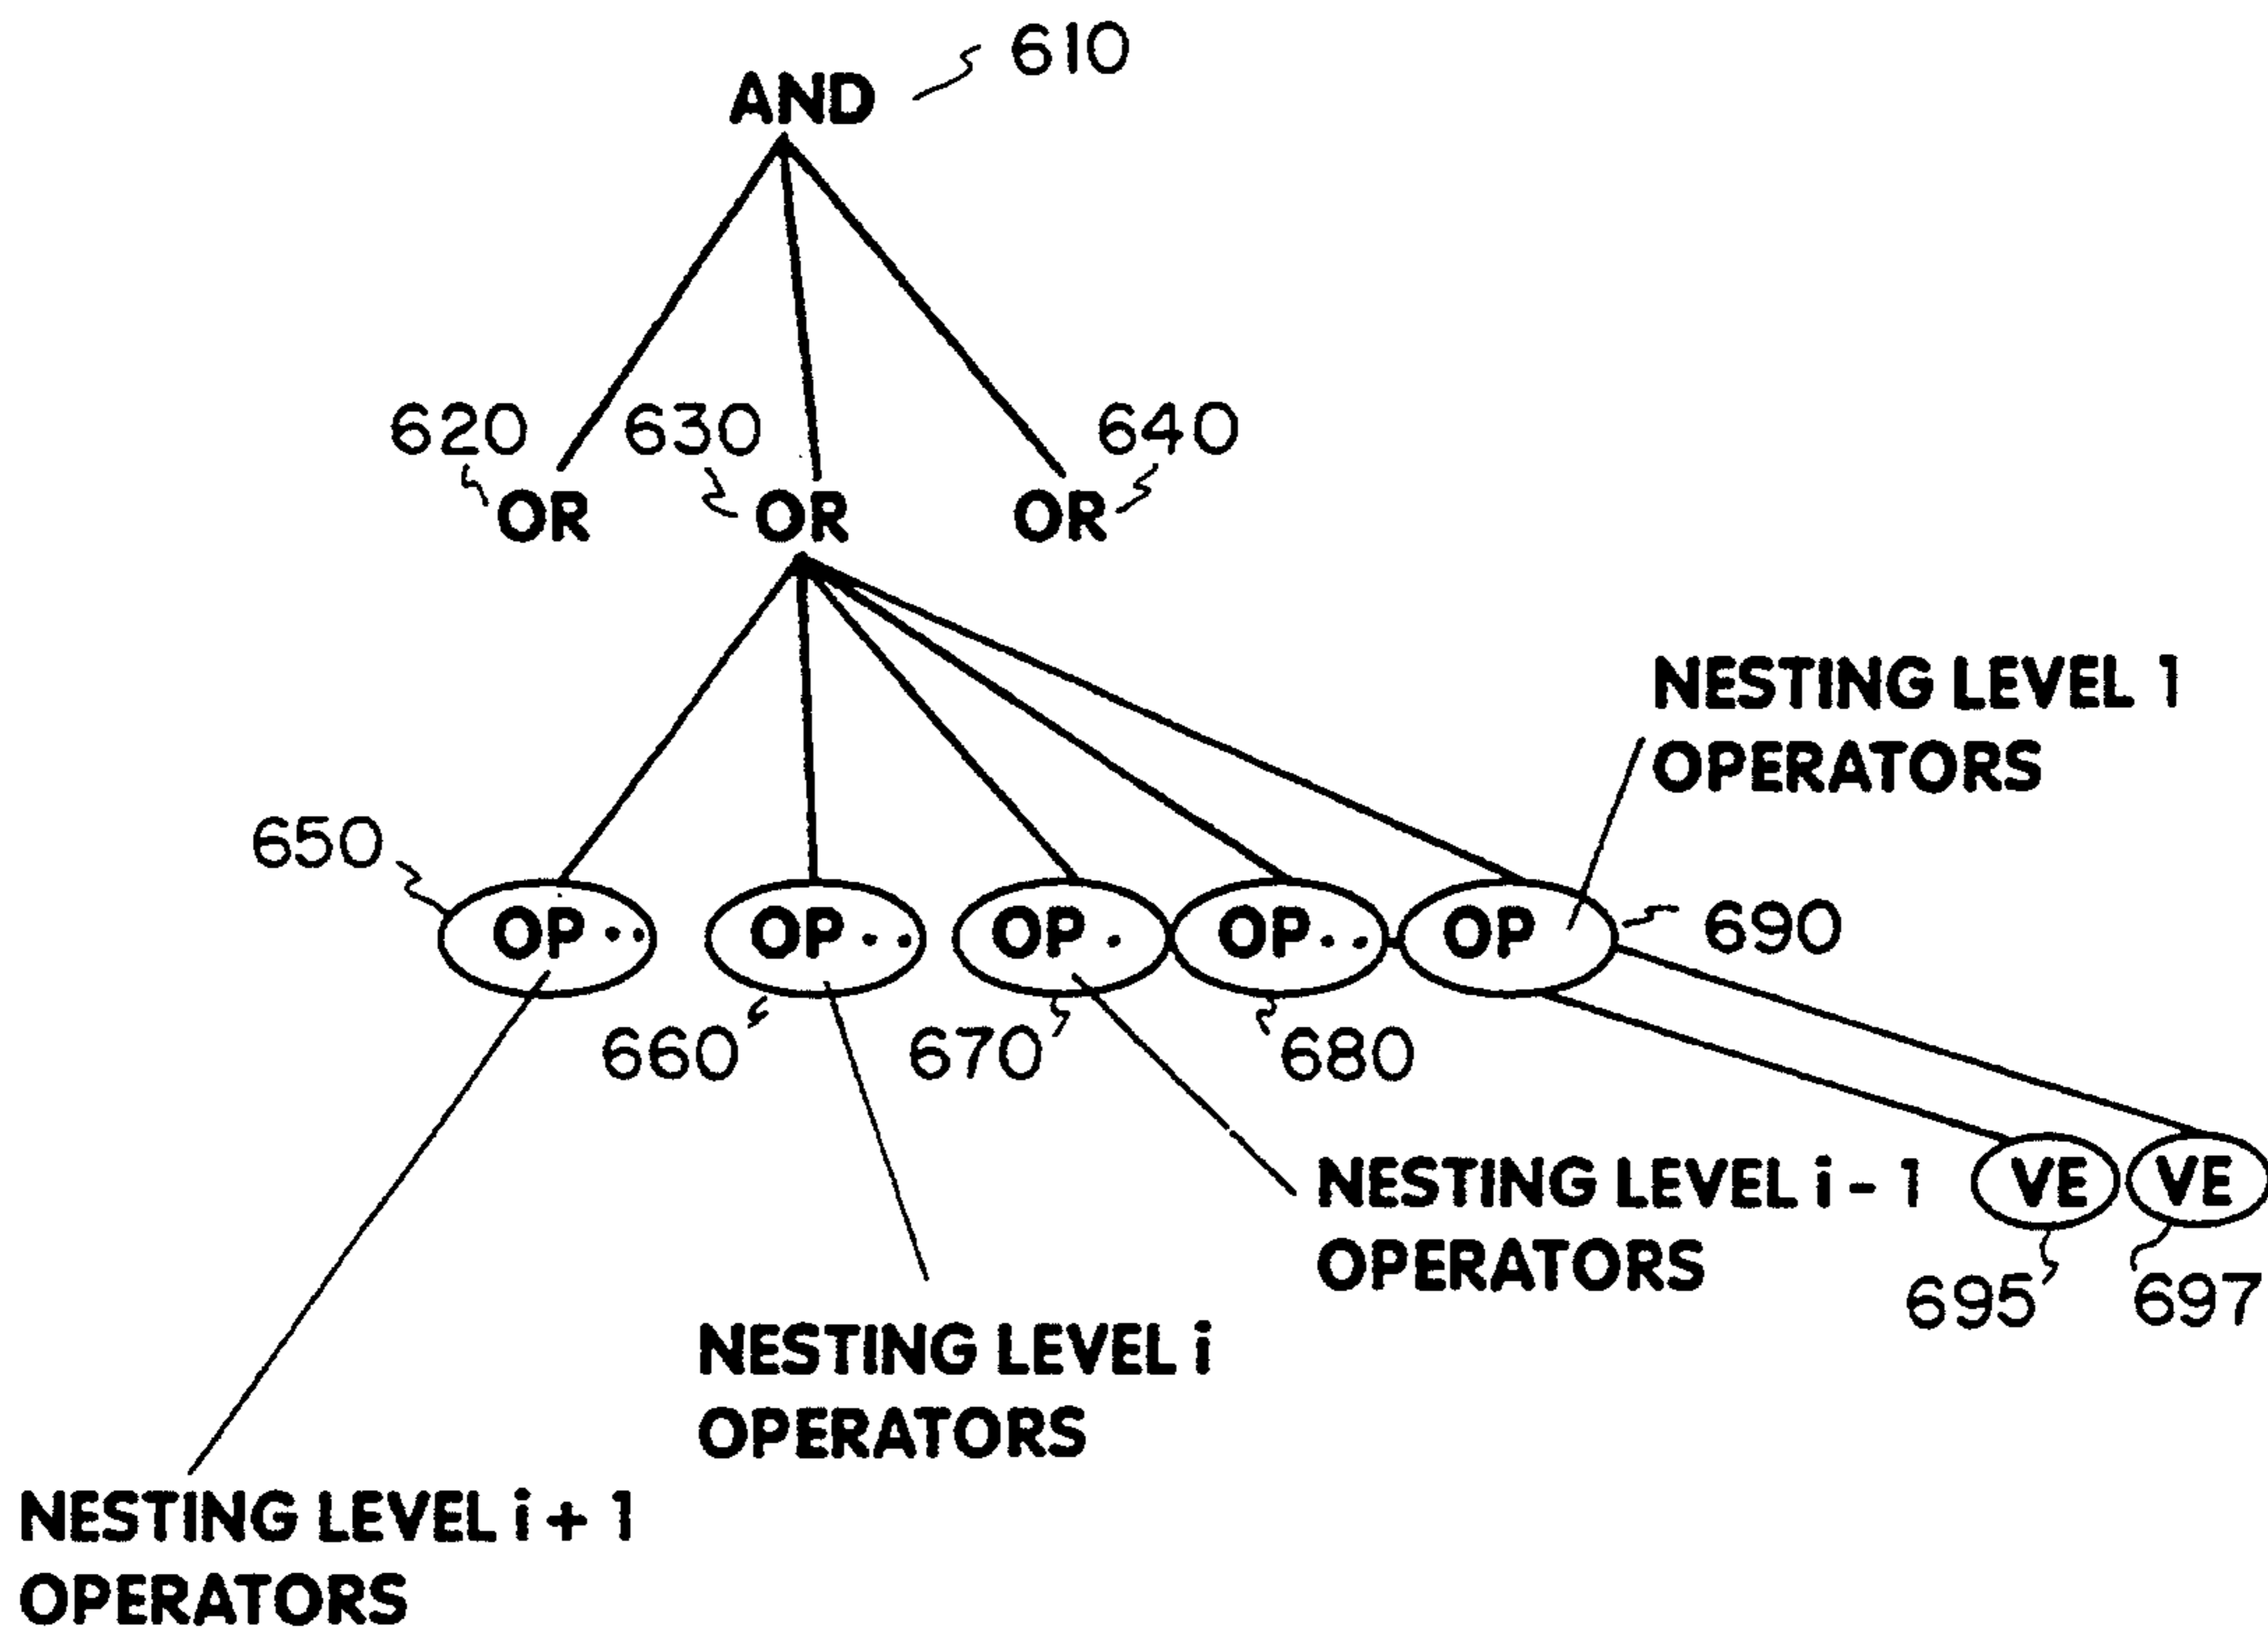 610
AND
620 630 640
OR OR OR
NESTING LEVEL 1
OPERATORS
650
OP.. OP.. OP. OP.. OP 690
660 670 680
NESTING LEVEL i - 1 VE VE
OPERATORS
695 697
NESTING LEVEL i
OPERATORS
NESTING LEVEL i + 1
OPERATORS